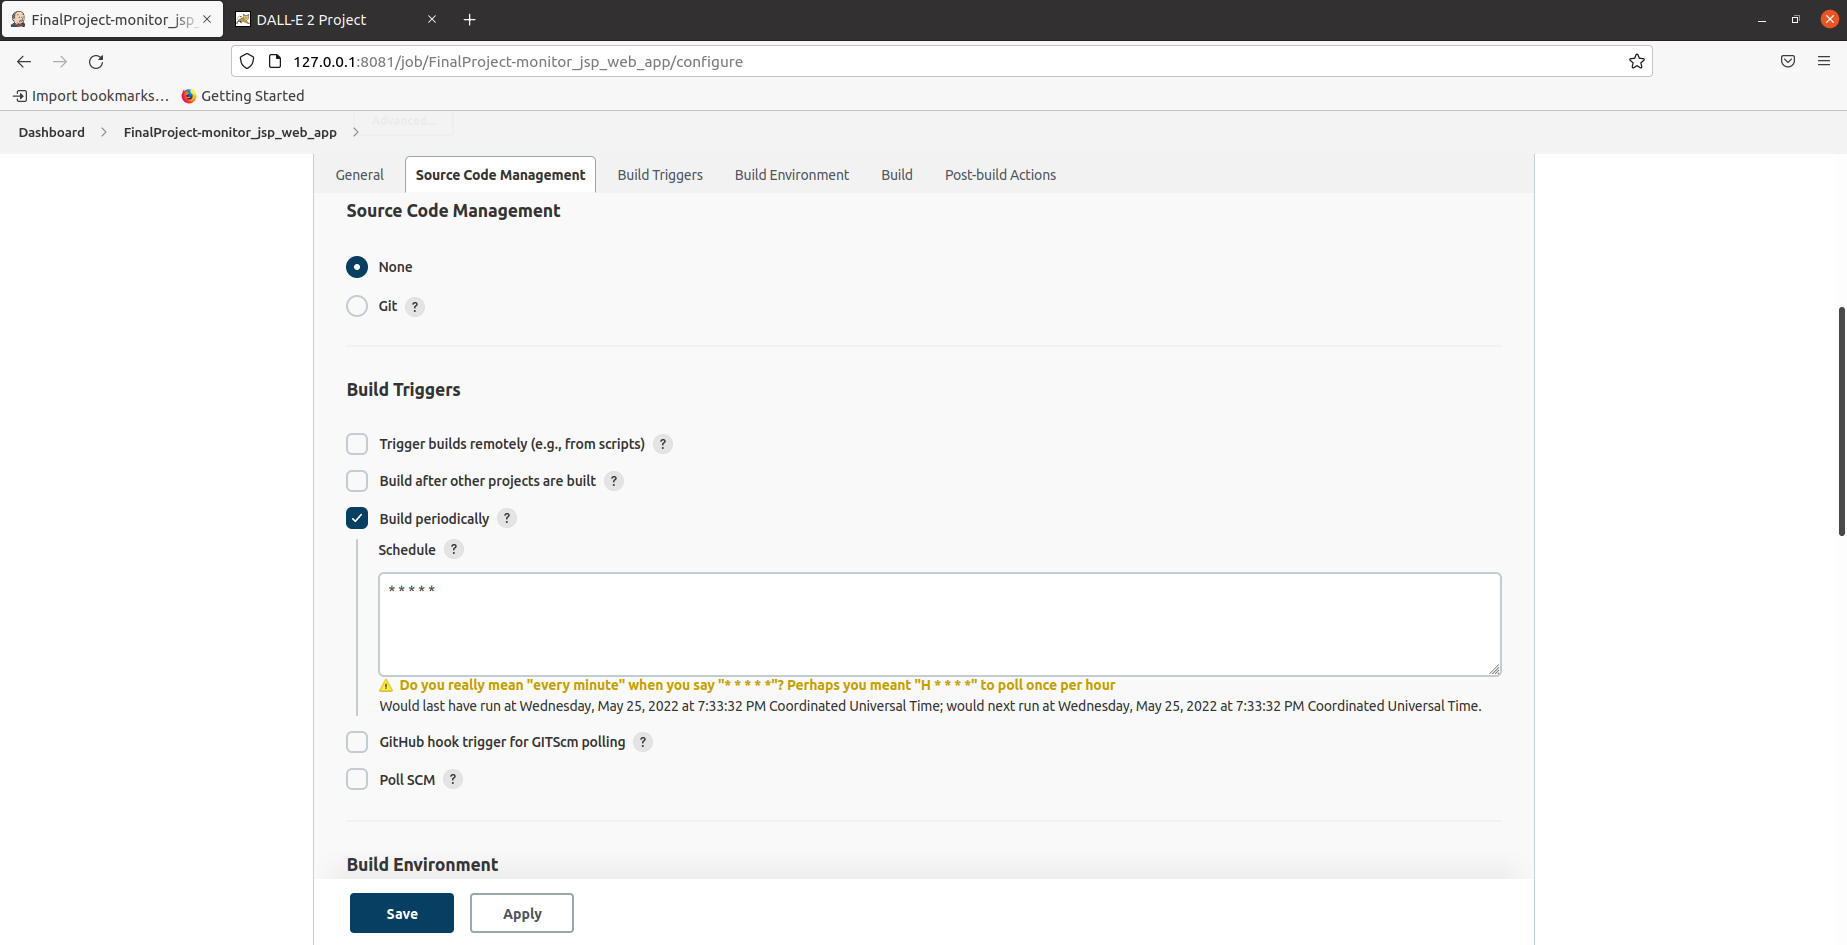 FinalProject-monitor_jsp_
DALL-E 2 Project
127.0.0.1:8081/job/FinalProject-monitor_jsp_web_app/configure
Import bookmarks...
Getting Started
Advanced...
Dashboard
FinalProject-monitor_jsp_web_app
General
Source Code Management
Build Triggers
Build Environment
Build
Post-build Actions
Source Code Management
None
Git ?
Build Triggers
Trigger builds remotely (e.g., from scripts) ?
Build after other projects are built ?
Build periodically ?
Schedule ?
* * * * *
Do you really mean "every minute" when you say "* * * * *"? Perhaps you meant "H * * * *" to poll once per hour
Would last have run at Wednesday, May 25, 2022 at 7:33:32 PM Coordinated Universal Time; would next run at Wednesday, May 25, 2022 at 7:33:32 PM Coordinated Universal Time.
GitHub hook trigger for GITScm polling ?
Poll SCM ?
Build Environment
Save
Apply